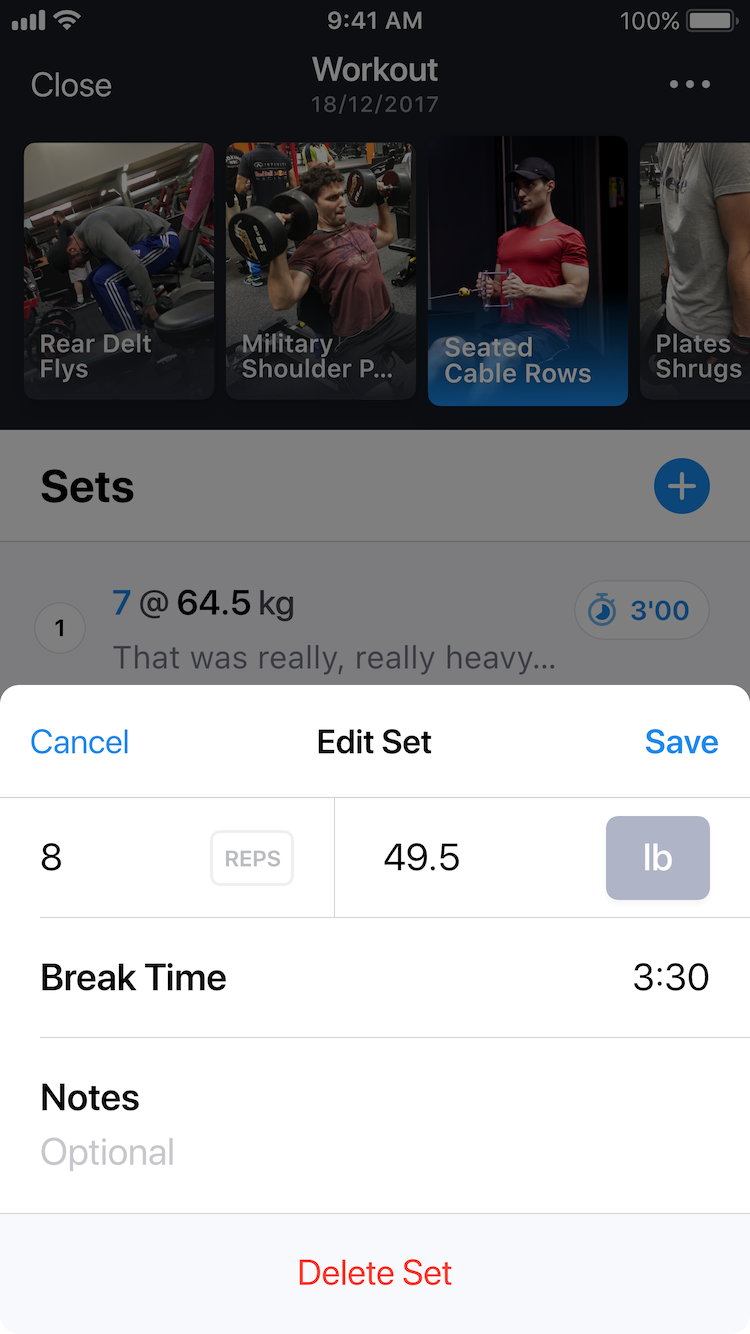 9:41 AM
100%
Close
Workout
18/12/2017
Rear Delt
Flys
Military
Shoulder P...
Seated
Cable Rows
Plates
Shrugs
Sets
7 @ 64.5 kg
3'00
1
That was really, really heavy...
Cancel
Edit Set
Save
8
REPS
49.5
lb
Break Time
3:30
Notes
Optional
Delete Set